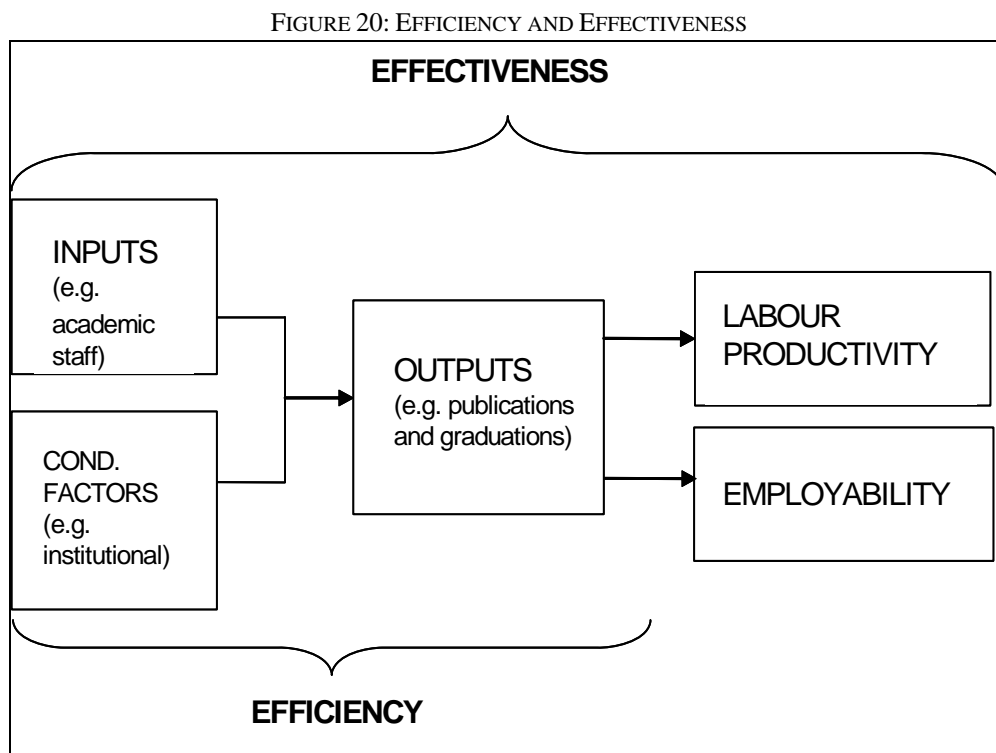 FIGURE 20: EFFICIENCY AND EFFECTIVENESS
EFFECTIVENESS
INPUTS
(e.g.
academic
staff)
COND.
FACTORS
(e.g.
institutional)
OUTPUTS
(e.g. publications
and graduations)
LABOUR
PRODUCTIVITY
EMPLOYABILITY
EFFICIENCY